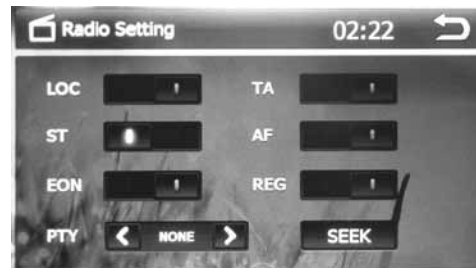 Radio Setting 02:22
LOC TA
ST AF
EON REG
PTY NONE SEEK